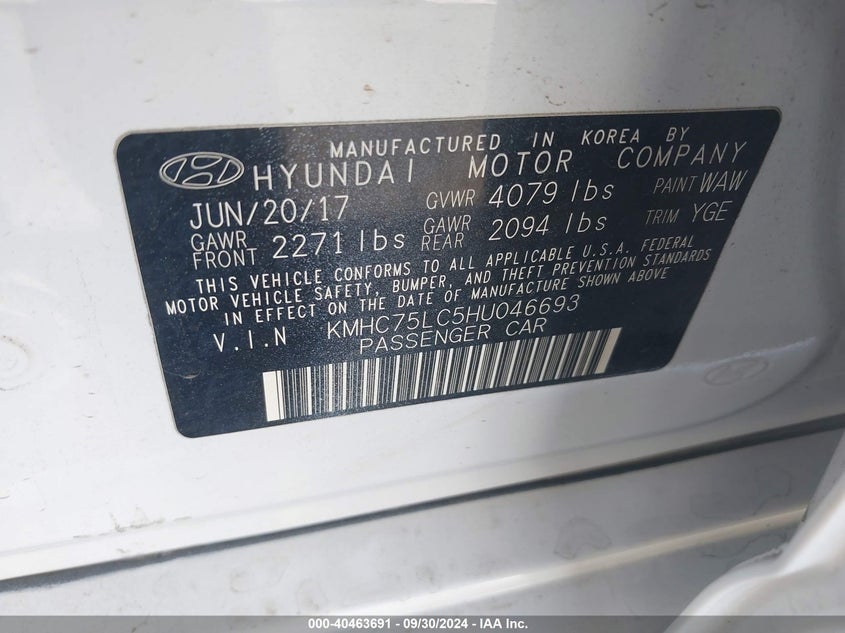 MANUFACTURED IN KOREA BY
HYUNDAI MOTOR COMPANY
JUN/20/17 GVWR 4079 lbs PAINT WAW
GAWR FRONT 2271 lbs GAWR REAR 2094 lbs TRIM YGE
THIS VEHICLE CONFORMS TO ALL APPLICABLE U.S.A. FEDERAL
MOTOR VEHICLE SAFETY, BUMPER, AND THEFT PREVENTION STANDARDS
IN EFFECT ON THE DATE OF MANUFACTURE SHOWN ABOVE
V.I.N KMHC75LC5HU046693
PASSENGER CAR
000-40463691 - 09/30/2024 - IAA Inc.